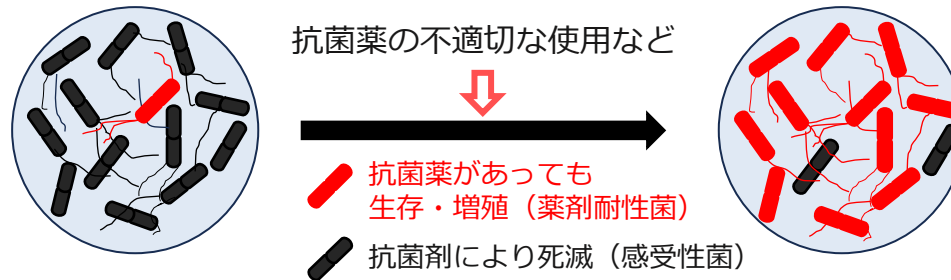 抗菌薬の不適切な使用など
抗菌薬があっても
生存・増殖（薬剤耐性菌）
抗菌剤により死滅（感受性菌）